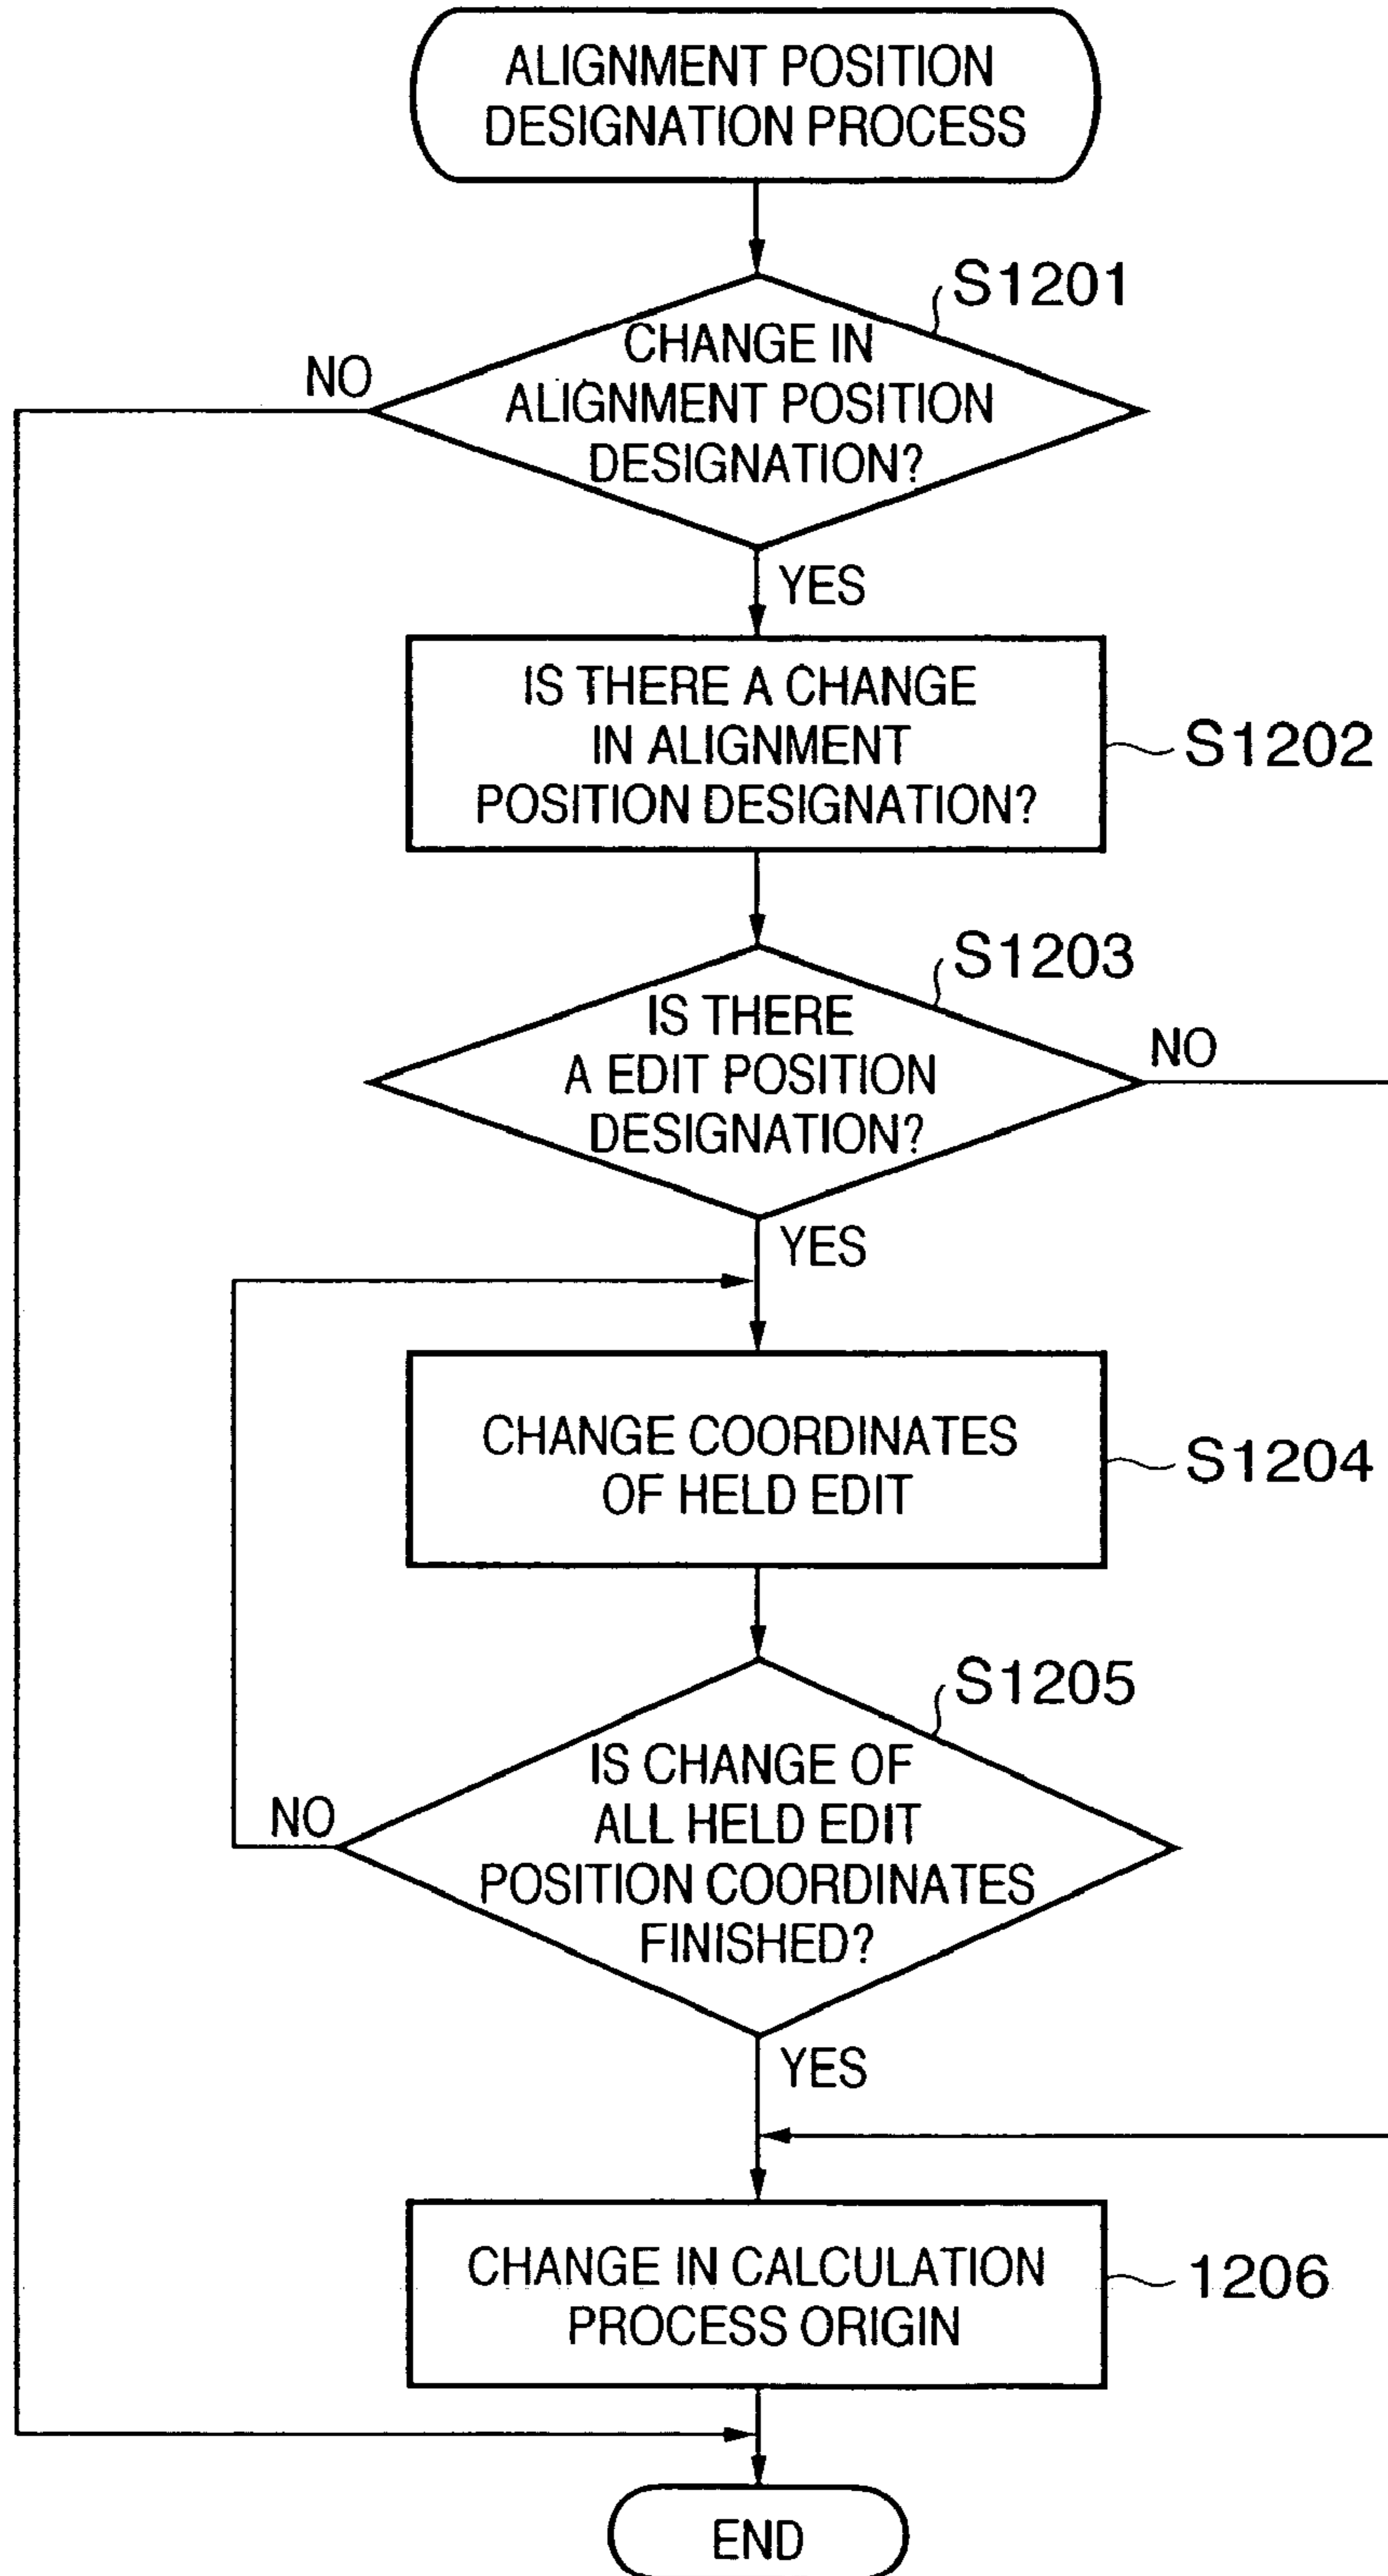 ALIGNMENT POSITION
DESIGNATION PROCESS
S1201
CHANGE IN
ALIGNMENT POSITION
DESIGNATION?
NO
YES
IS THERE A CHANGE
IN ALIGNMENT
POSITION DESIGNATION?
S1202
S1203
IS THERE
A EDIT POSITION
DESIGNATION?
NO
YES
CHANGE COORDINATES
OF HELD EDIT
S1204
S1205
IS CHANGE OF
ALL HELD EDIT
POSITION COORDINATES
FINISHED?
NO
YES
CHANGE IN CALCULATION
PROCESS ORIGIN
1206
END